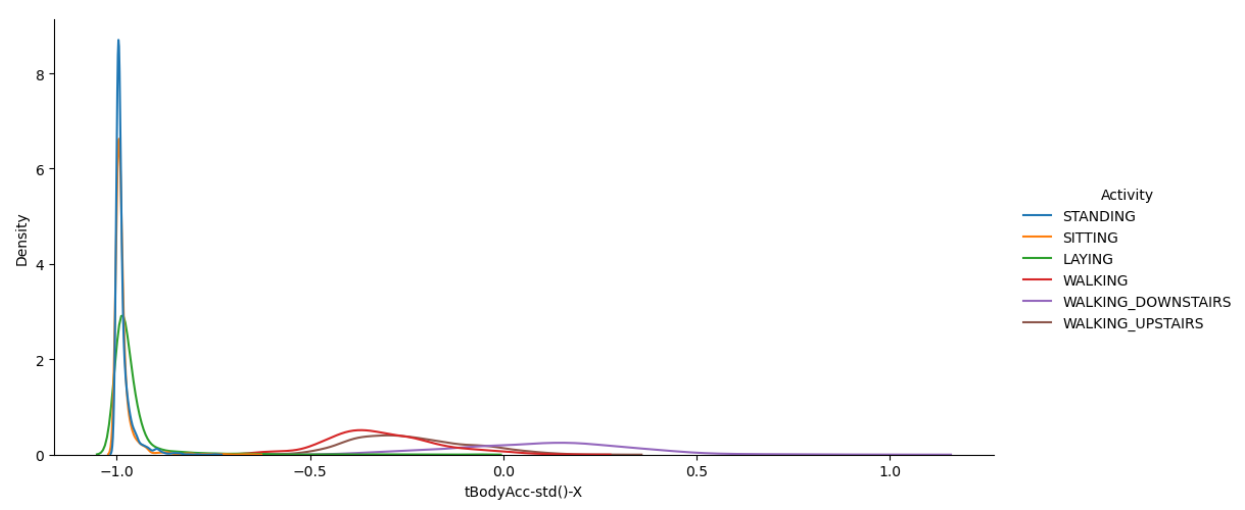 8
6
4
2
0
Density
−1.0
−0.5
0.0
0.5
1.0
tBodyAcc-std()-X
Activity
STANDING
SITTING
LAYING
WALKING
WALKING_DOWNSTAIRS
WALKING_UPSTAIRS